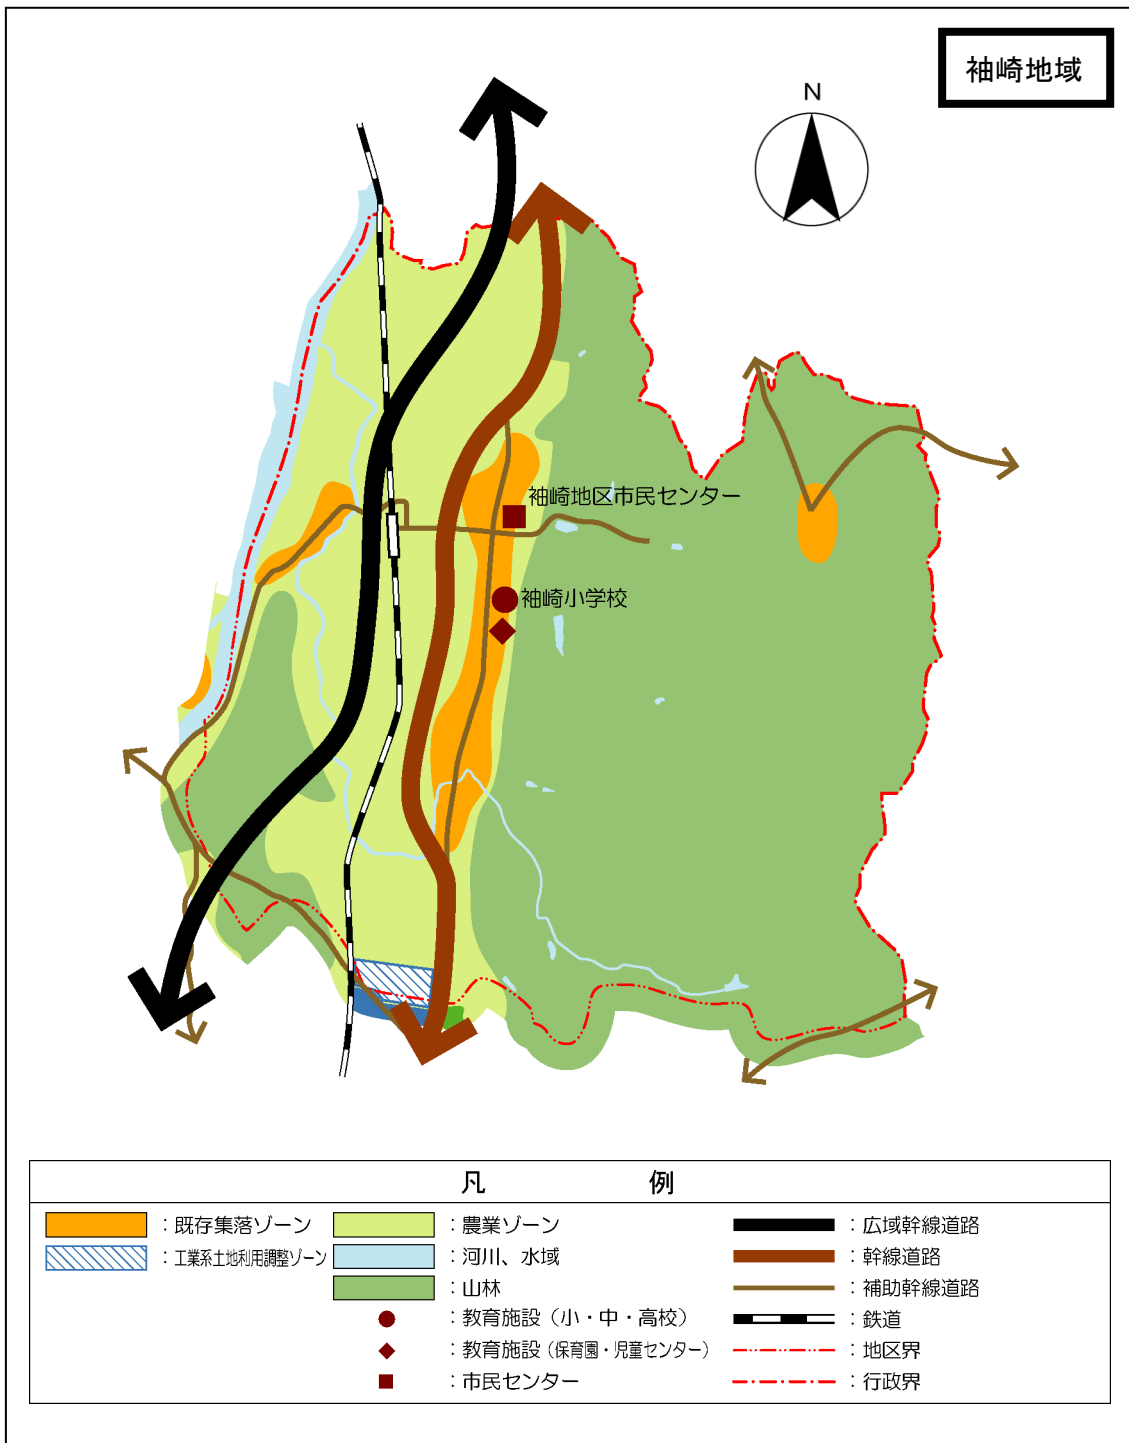 袖崎地域
N
袖崎地区市民センター
袖崎小学校
凡 例
：既存集落ゾーン
：工業系土地利用調整ゾーン
：農業ゾーン
：河川、水域
：山林
：教育施設（小・中・高校）
：教育施設（保育園・児童センター）
：市民センター
：広域幹線道路
：幹線道路
：補助幹線道路
：鉄道
：地区界
：行政界